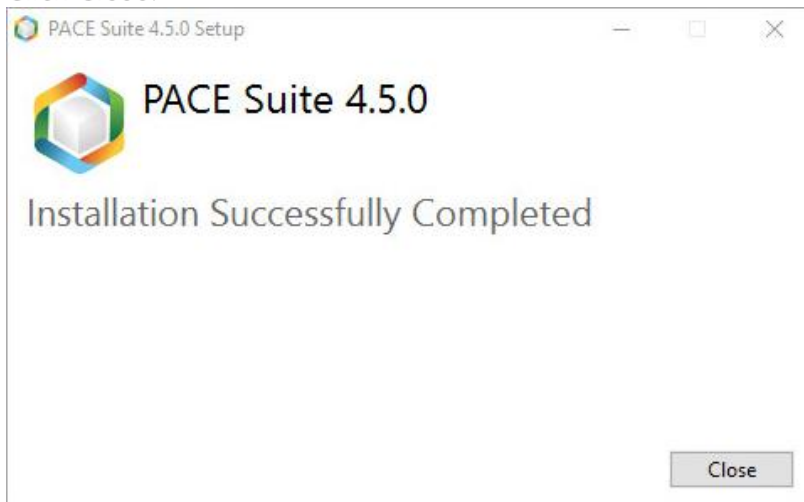 PACE Suite 4.5.0 Setup
PACE Suite 4.5.0
Installation Successfully Completed
Close